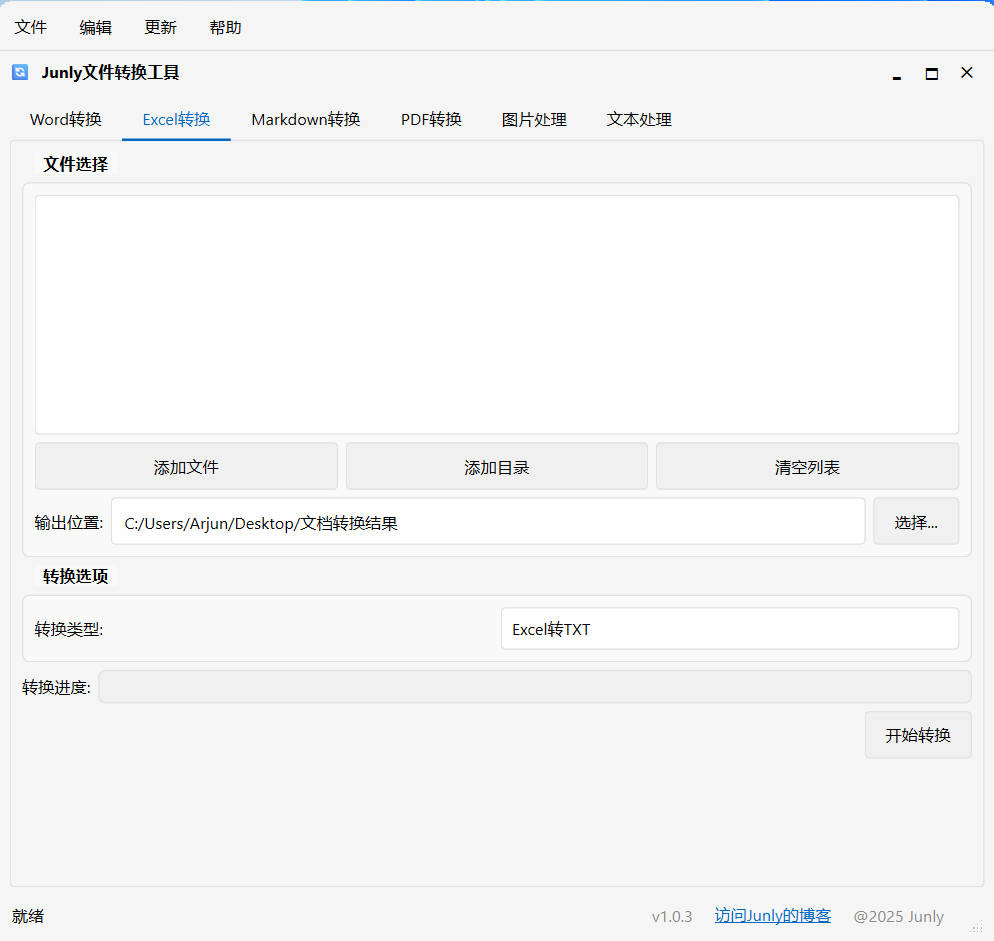 文件 编辑 更新 帮助
Junly文件转换工具
Word转换 Excel转换 Markdown转换 PDF转换 图片处理 文本处理
文件选择
添加文件 添加目录 清空列表
输出位置: C:/Users/Arjun/Desktop/文档转换结果 选择...
转换选项
转换类型: Excel转TXT
转换进度:
开始转换
就绪 v1.0.3 访问Junly的博客 @2025 Junly